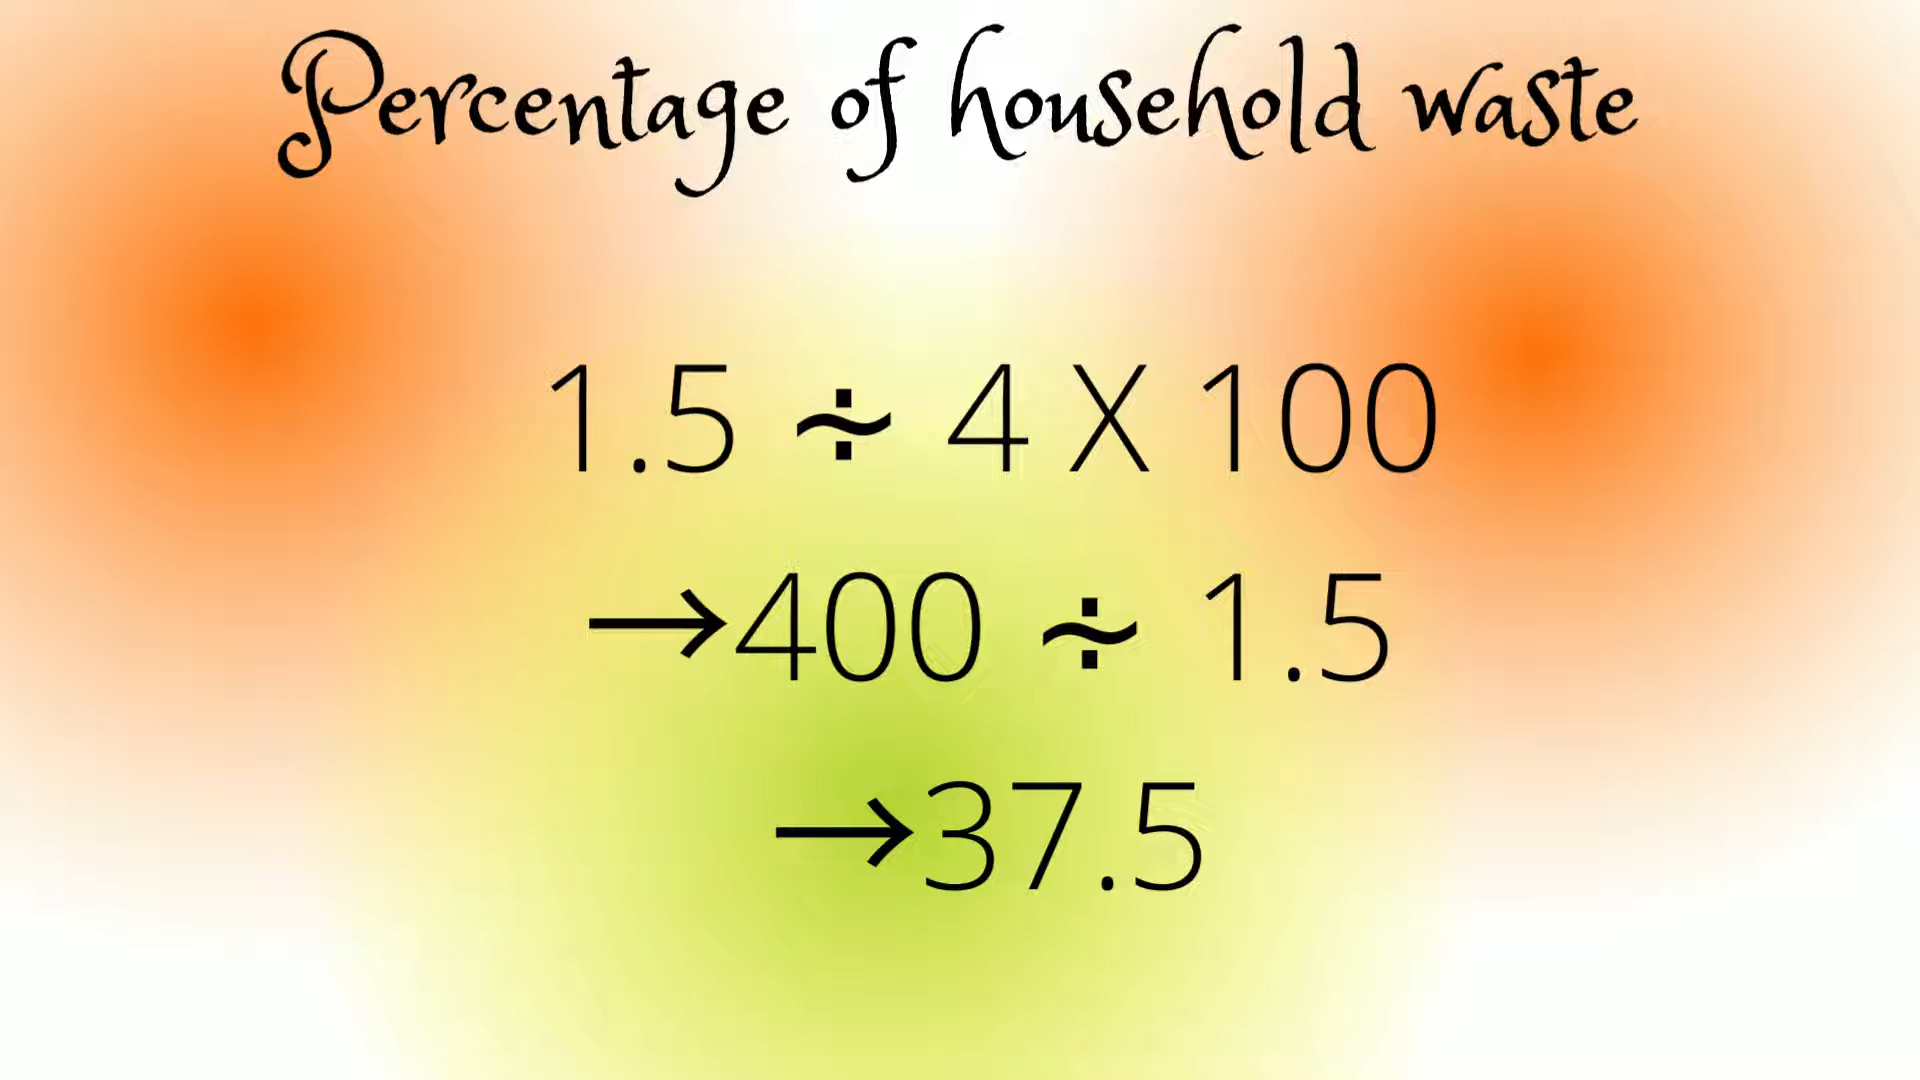 Percentage of household waste
1.5 ÷ 4 X 100
→400 ÷ 1.5
→37.5